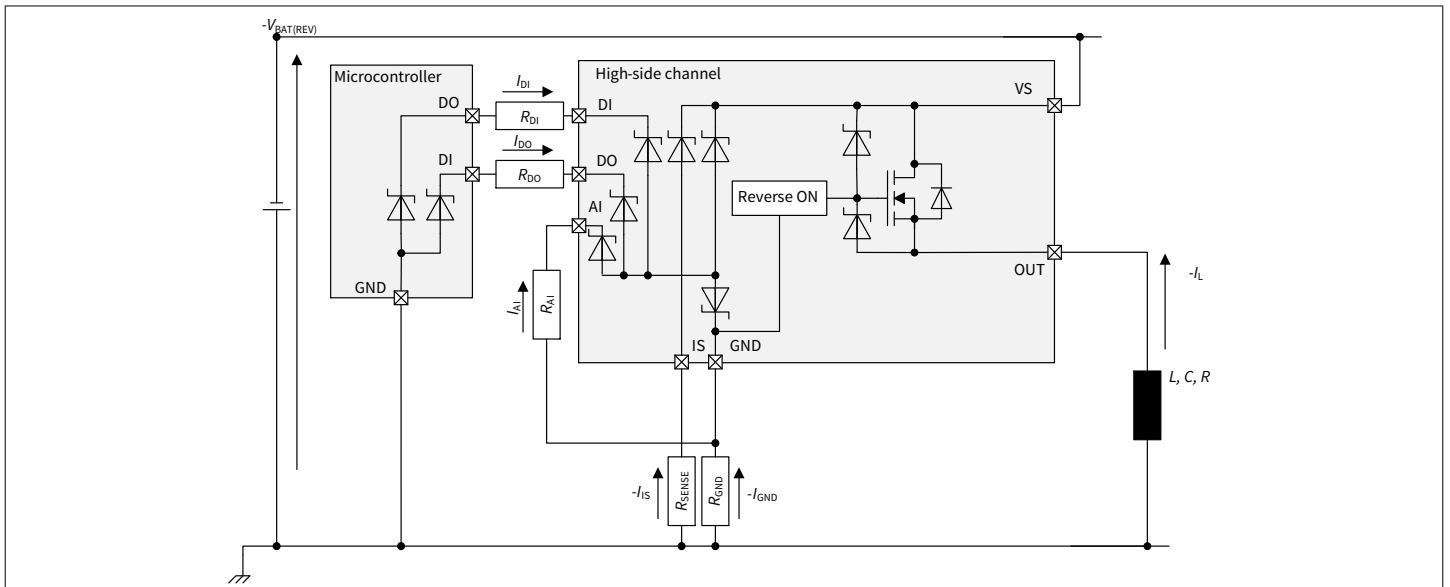 -VBAT(REV)
Microcontroller
High-side channel
VS
DO
IDI
RDI
DI
DI
IDO
RDO
DO
AI
Reverse ON
OUT
-IL
GND
IAI
RAI
IS
GND
L, C, R
-IIS
RSENSE
RGND
-IGND